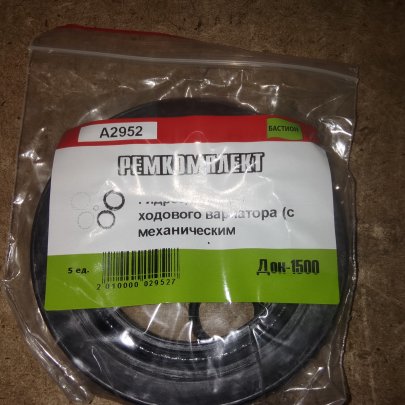 A2952
БАСТИОН
РЕМКОМПЛЕКТ
ходового вариатора (с
механическим
5 ед.
2 010000 029527
Дон-1500